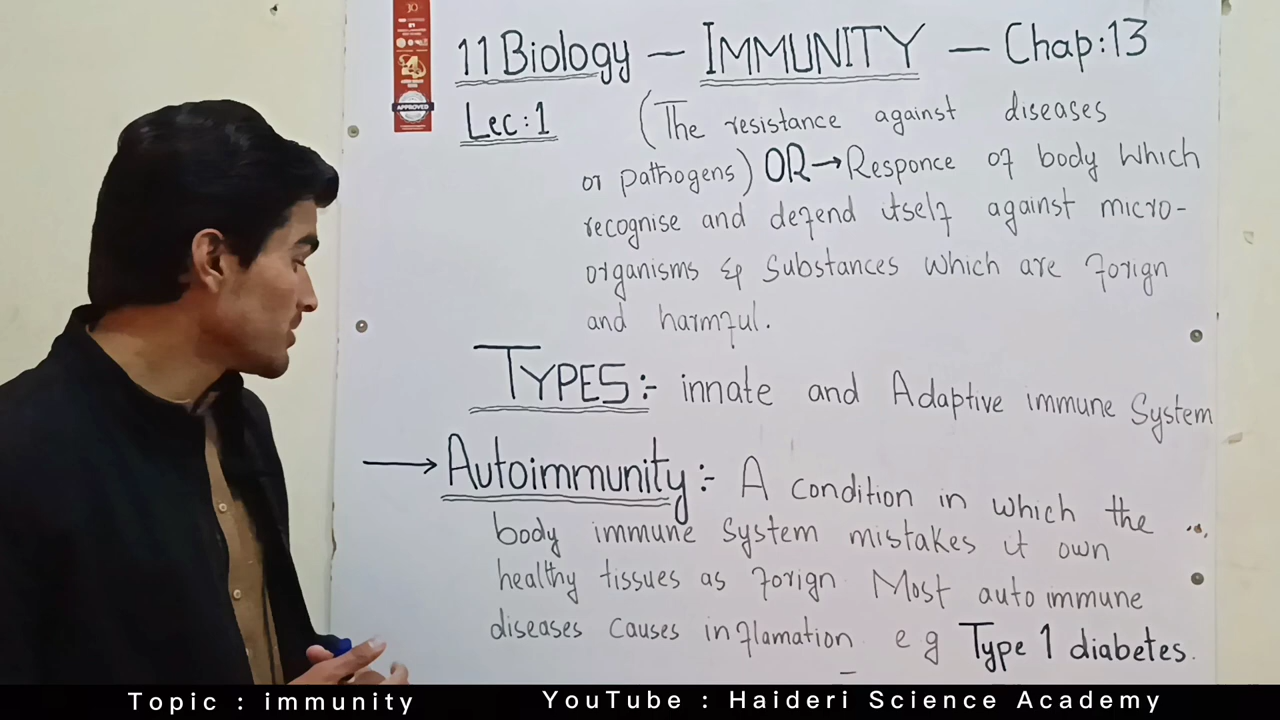 11 Biology — IMMUNITY — Chap:13
Lec:1
(The resistance against diseases
or pathogens) OR→Responce of body which
recognise and defend itself against micro-
organisms & Substances which are forign
and harmful.
TYPES:- innate and Adaptive immune System
→ Autoimmunity:- A condition in which the
body immune system mistakes it own
healthy tissues as forign. Most auto immune
diseases causes inflamation e g Type 1 diabetes.
APPROVED
Topic : immunity YouTube : Haideri Science Academy